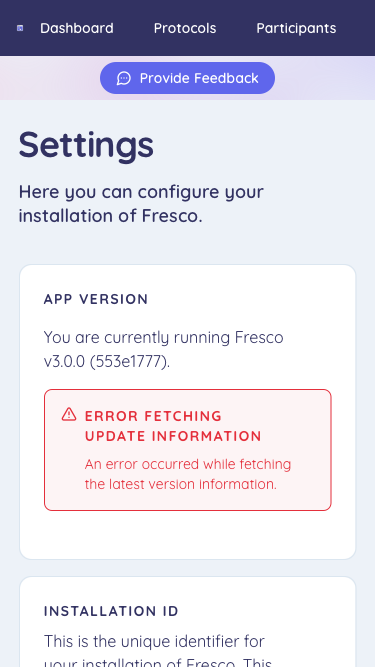 Dashboard Protocols Participants
Provide Feedback
Settings
Here you can configure your
installation of Fresco.
APP VERSION
You are currently running Fresco
v3.0.0 (553e1777).
ERROR FETCHING
UPDATE INFORMATION
An error occurred while fetching
the latest version information.
INSTALLATION ID
This is the unique identifier for
your installation of Fresco. This